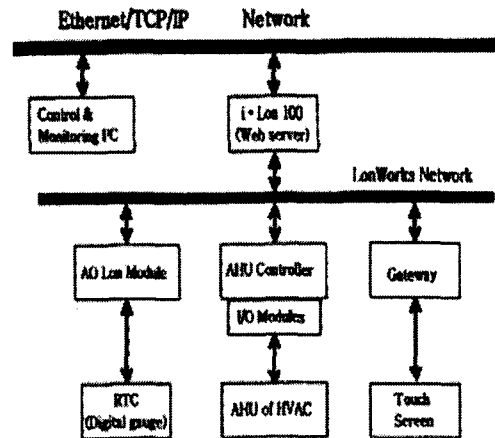 Ethernet/TCP/IP Network
Control &
Monitoring PC
i•Lon 100
(Web server)
LonWorks Network
AO Lon Module
AHU Controller
Gateway
I/O Modules
RTC
(Digital gauge)
AHU of HVAC
Touch
Screen